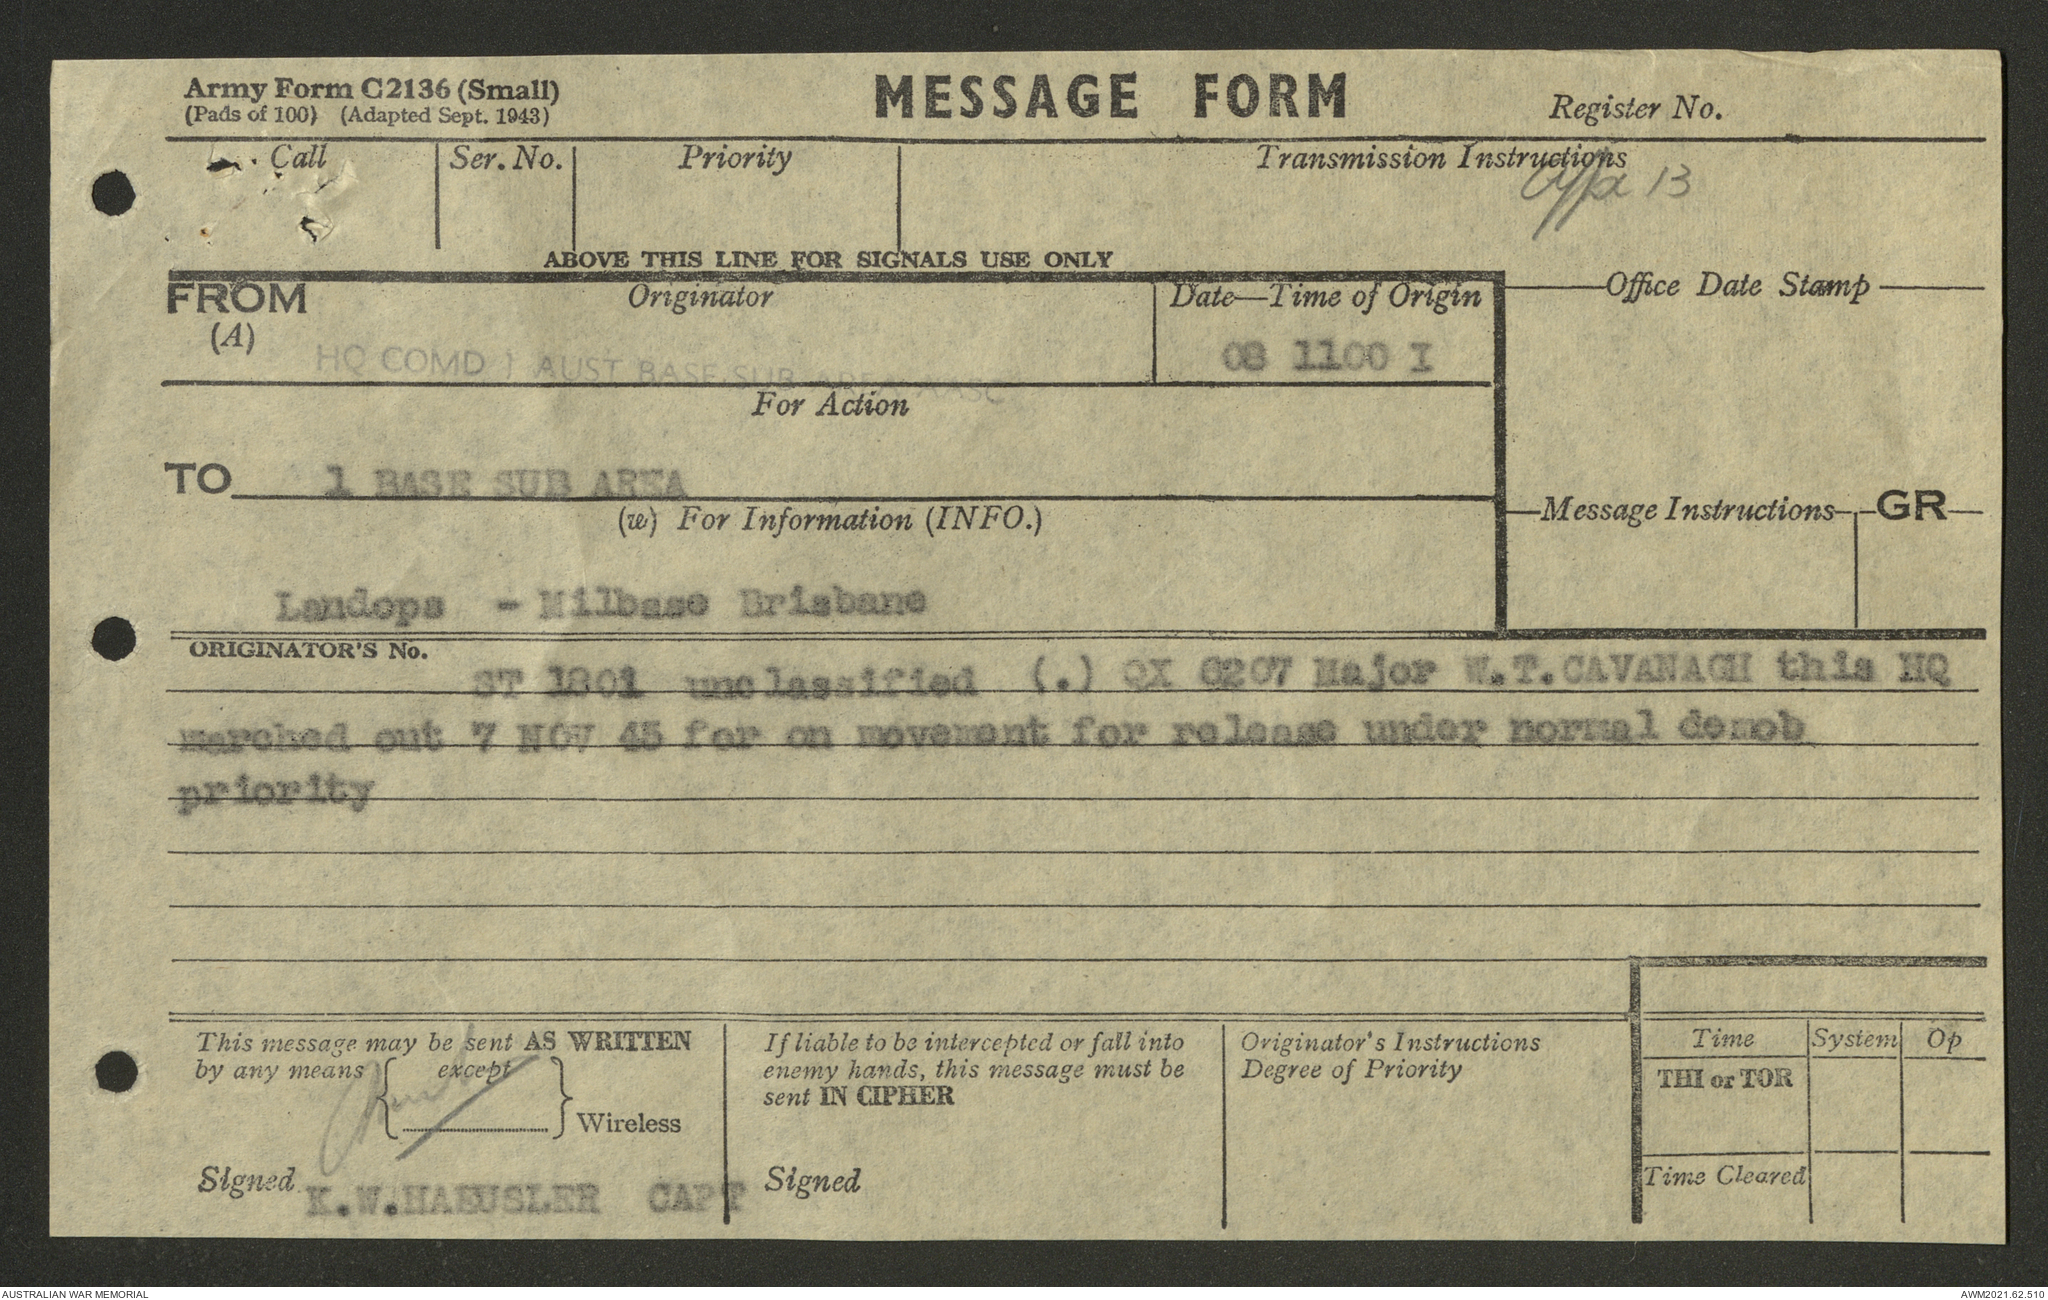 Army Form C2136 (Small)
(Pads of 100) (Adapted Sept. 1943)
MESSAGE FORM
Register No.
Call
Ser. No.
Priority
Transmission Instructions
13
ABOVE THIS LINE FOR SIGNALS USE ONLY
FROM
(A)
Originator
HQ COMD 1 AUST BASE SUB AREA AASC
Date—Time of Origin
08 1100 I
Office Date Stamp
For Action
TO 1 BASE SUB AREA
(W) For Information (INFO.)
Message Instructions GR
Landops - Milbase Brisbane
ORIGINATOR'S No.
ST 1801 unclassified (.) QX 6207 Major W.T.CAVANAGH this HQ
marched out 7 NOV 45 for on movement for release under normal demob
priority
This message may be sent AS WRITTEN
by any means except
Wireless
Signed K.W.HAEUSLER CAPT
If liable to be intercepted or fall into
enemy hands, this message must be
sent IN CIPHER
Signed
Originator's Instructions
Degree of Priority
Time System Op
THI or TOR
Time Cleared
AUSTRALIAN WAR MEMORIAL
AWM2021.62.510